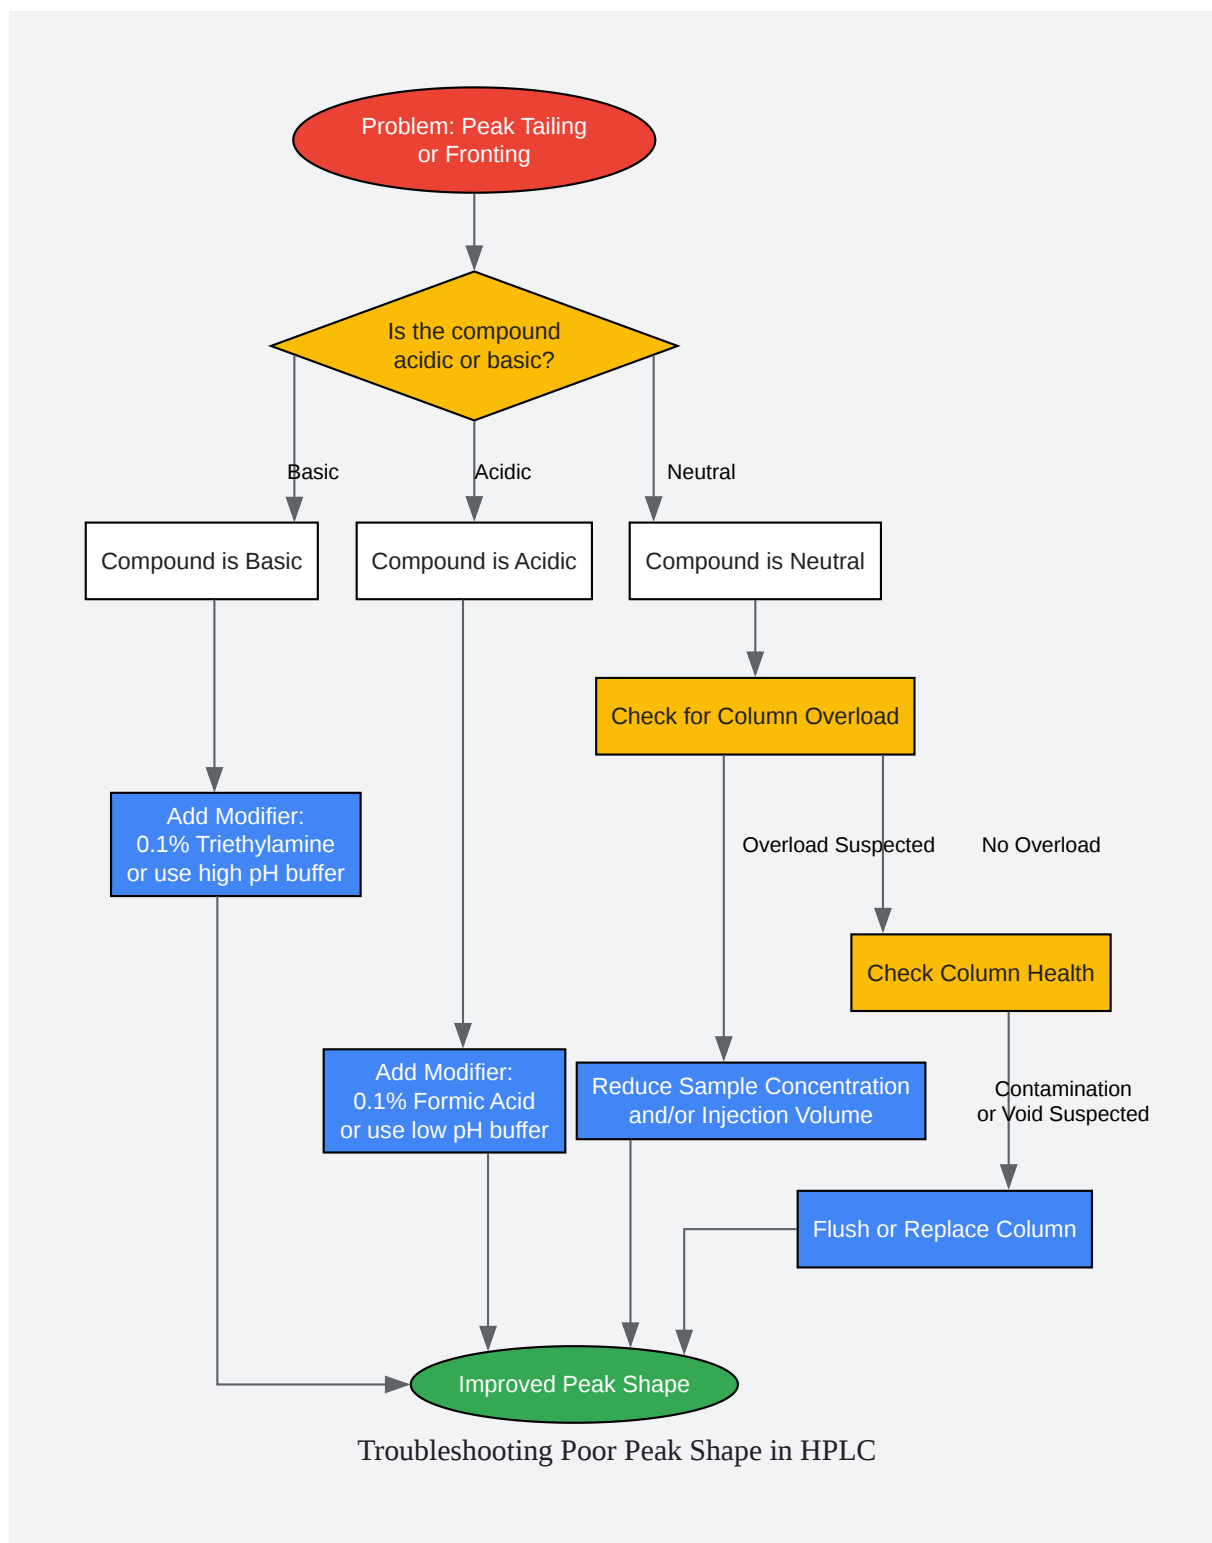 Problem: Peak Tailing
or Fronting
Is the compound
acidic or basic?
Basic
Acidic
Neutral
Compound is Basic
Compound is Acidic
Compound is Neutral
Check for Column Overload
Add Modifier:
0.1% Triethylamine
or use high pH buffer
Overload Suspected
No Overload
Check Column Health
Add Modifier:
0.1% Formic Acid
or use low pH buffer
Reduce Sample Concentration
and/or Injection Volume
Contamination
or Void Suspected
Flush or Replace Column
Improved Peak Shape
Troubleshooting Poor Peak Shape in HPLC